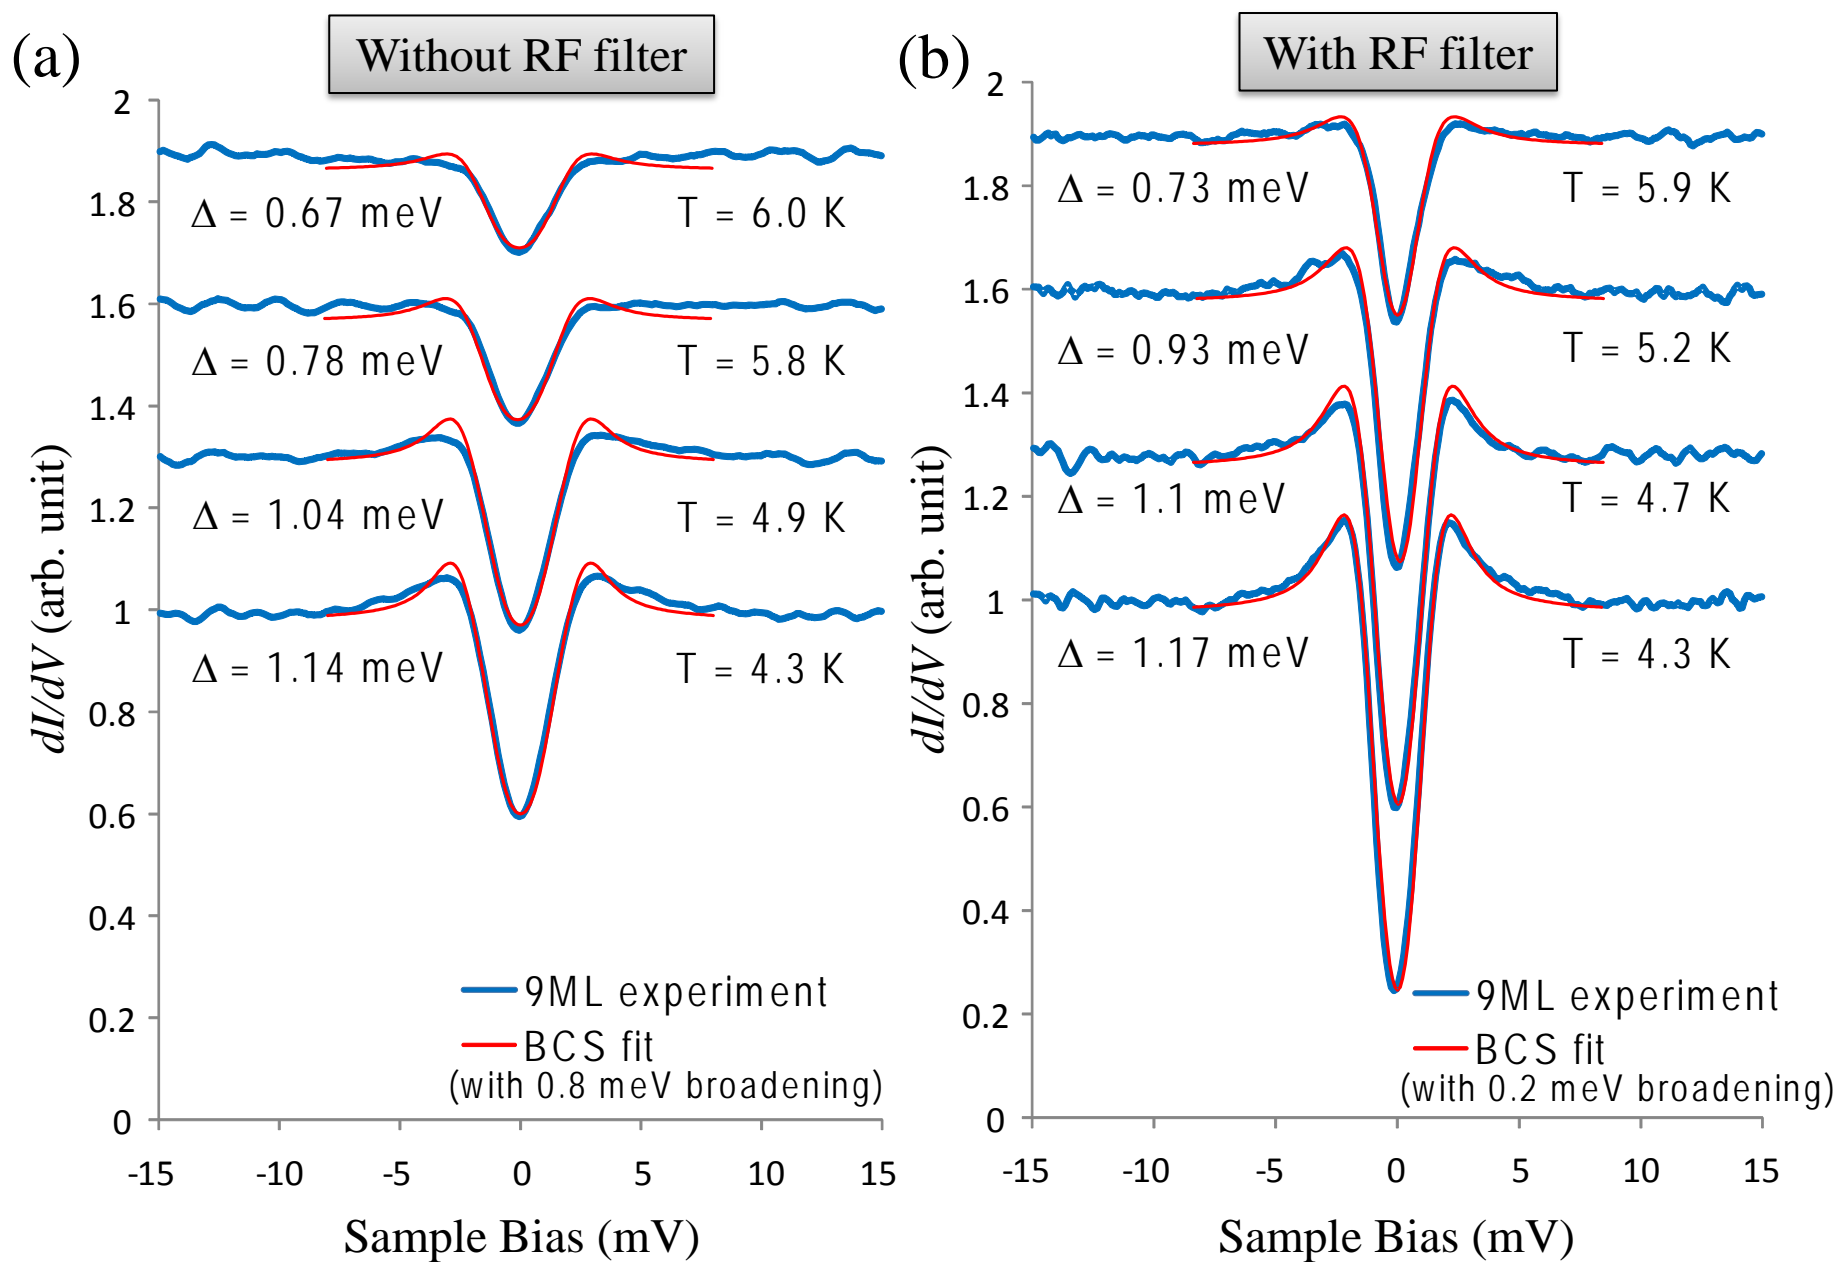 (a)
Without RF filter
2
1.8
1.6
1.4
1.2
1
0.8
0.6
0.4
0.2
0
dI/dV (arb. unit)
Δ = 0.67 meV T = 6.0 K
Δ = 0.78 meV T = 5.8 K
Δ = 1.04 meV T = 4.9 K
Δ = 1.14 meV T = 4.3 K
9ML experiment
BCS fit
(with 0.8 meV broadening)
-15 -10 -5 0 5 10 15
Sample Bias (mV)
(b)
With RF filter
2
1.8
1.6
1.4
1.2
1
0.8
0.6
0.4
0.2
0
dI/dV (arb. unit)
Δ = 0.73 meV T = 5.9 K
Δ = 0.93 meV T = 5.2 K
Δ = 1.1 meV T = 4.7 K
Δ = 1.17 meV T = 4.3 K
9ML experiment
BCS fit
(with 0.2 meV broadening)
-15 -10 -5 0 5 10 15
Sample Bias (mV)